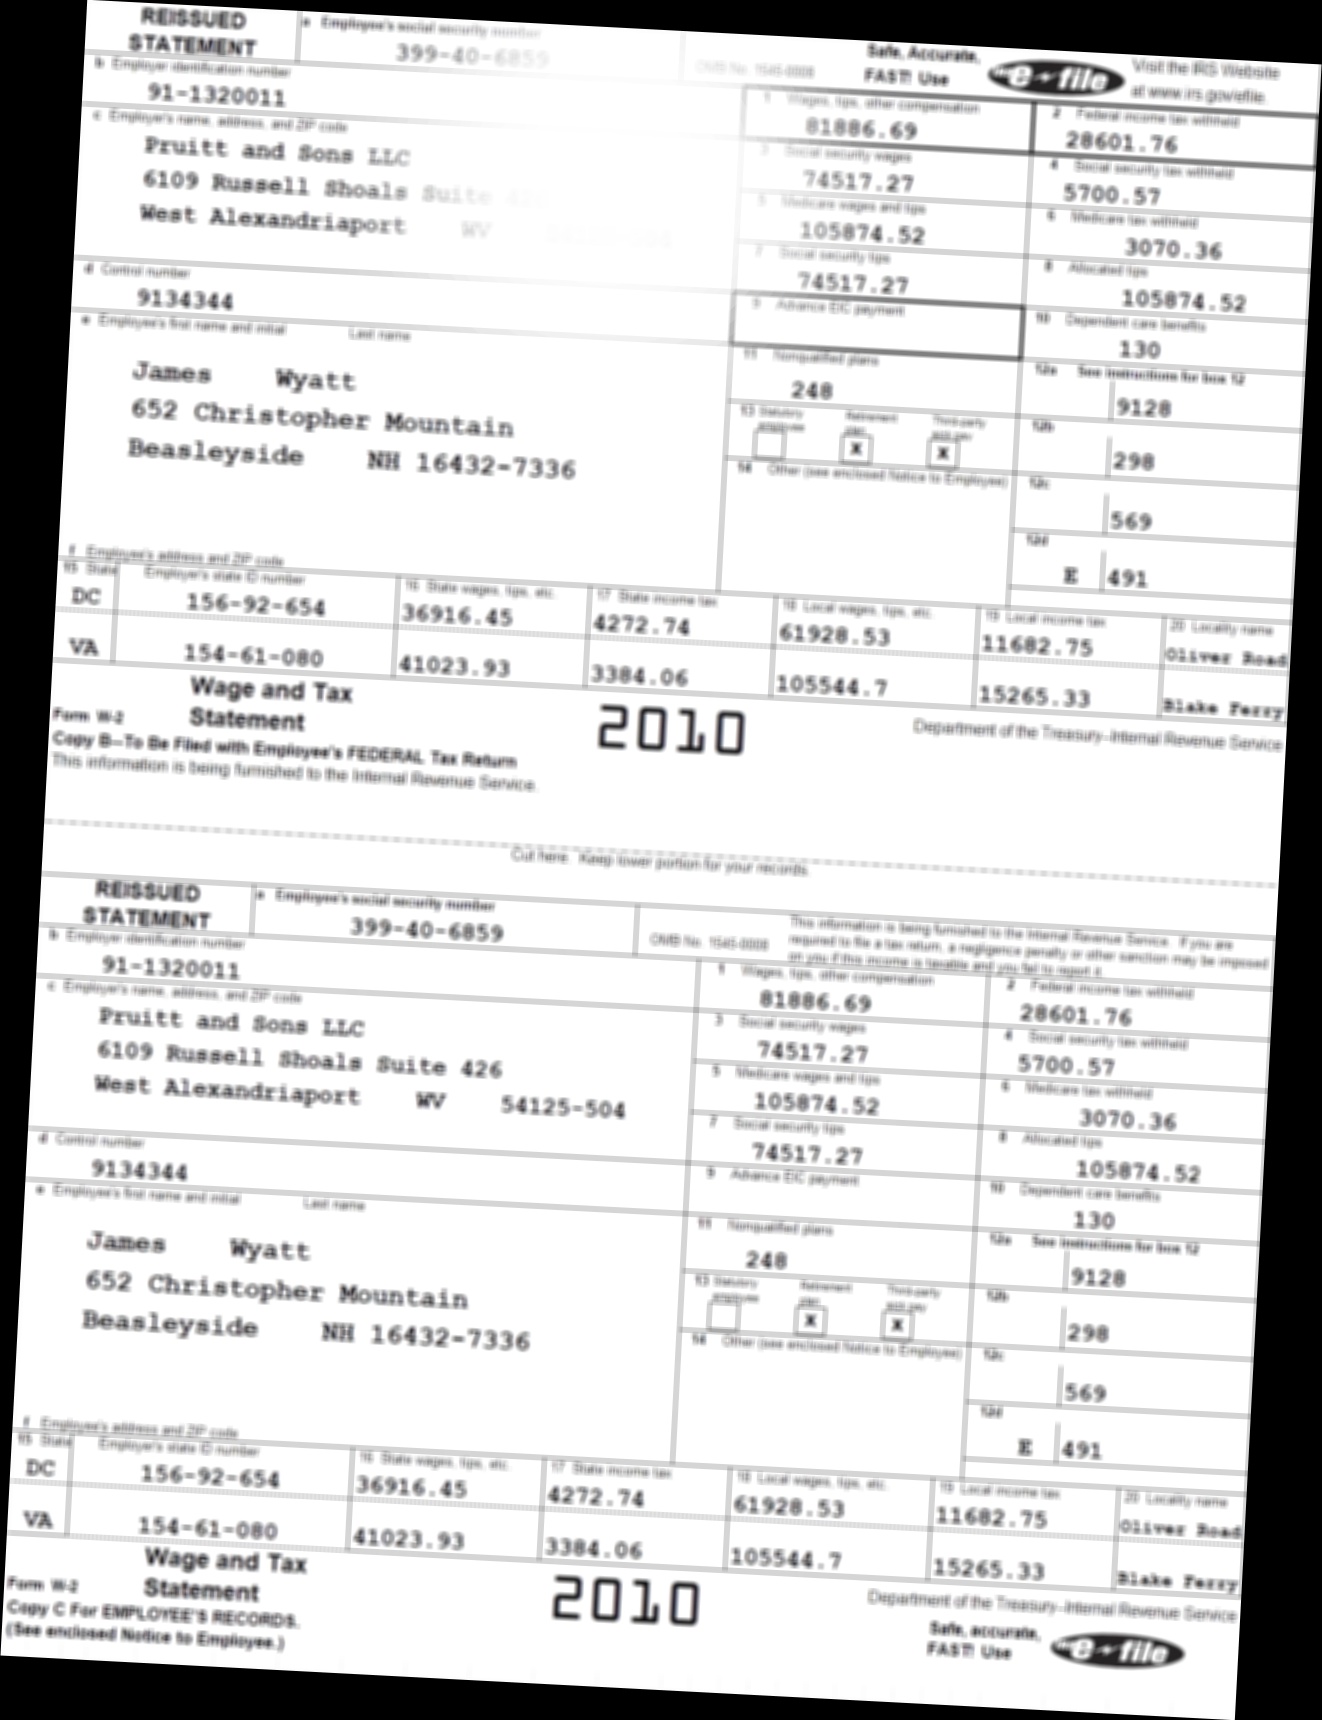 REISSUED STATEMENT
a Employee's social security number
399-40-6859
OMB No. 1545-0008
Safe, Accurate, FAST! Use
e-file
Visit the IRS Website at www.irs.gov/efile.
b Employer identification number
91-1320011
1 Wages, tips, other compensation
81886.69
2 Federal income tax withheld
28601.76
c Employer's name, address, and ZIP code
Pruitt and Sons LLC
6109 Russell Shoals Suite
West Alexandriaport WV
3 Social security wages
74517.27
4 Social security tax withheld
5700.57
5 Medicare wages and tips
105874.52
6 Medicare tax withheld
3070.36
7 Social security tips
74517.27
8 Allocated tips
105874.52
d Control number
9134344
9 Advance EIC payment
10 Dependent care benefits
130
e Employee's first name and initial Last name
James Wyatt
652 Christopher Mountain
Beasleyside NH 16432-7336
11 Nonqualified plans
248
12a See instructions for box 12
9128
13 Statutory employee Retirement plan Third-party sick pay
X X
12b
298
14 Other (see enclosed Notice to Employee)
12c
569
12d
E 491
f Employee's address and ZIP code
15 State Employer's state ID number
16 State wages, tips, etc.
17 State income tax
18 Local wages, tips, etc.
19 Local income tax
20 Locality name
DC 156-92-654 36916.45 4272.74 61928.53 11682.75 Oliver Road
VA 154-61-080 41023.93 3384.06 105544.7 15265.33 Blake Ferry
Wage and Tax
Form W-2 Statement
2010
Department of the Treasury-Internal Revenue Service
Copy B—To Be Filed with Employee's FEDERAL Tax Return
This information is being furnished to the Internal Revenue Service.
Cut here. Keep lower portion for your records.
REISSUED STATEMENT
a Employee's social security number
399-40-6859
OMB No. 1545-0008
This information is being furnished to the Internal Revenue Service. If you are
required to file a tax return, a negligence penalty or other sanction may be imposed
on you if this income is taxable and you fail to report it.
b Employer identification number
91-1320011
1 Wages, tips, other compensation
81886.69
2 Federal income tax withheld
28601.76
c Employer's name, address, and ZIP code
Pruitt and Sons LLC
6109 Russell Shoals Suite 426
West Alexandriaport WV 54125-504
3 Social security wages
74517.27
4 Social security tax withheld
5700.57
5 Medicare wages and tips
105874.52
6 Medicare tax withheld
3070.36
7 Social security tips
74517.27
8 Allocated tips
105874.52
d Control number
9134344
9 Advance EIC payment
10 Dependent care benefits
130
e Employee's first name and initial Last name
James Wyatt
652 Christopher Mountain
Beasleyside NH 16432-7336
11 Nonqualified plans
248
12a See instructions for box 12
9128
13 Statutory employee Retirement plan Third-party sick pay
X X
12b
298
14 Other (see enclosed Notice to Employee)
12c
569
12d
E 491
f Employee's address and ZIP code
15 State Employer's state ID number
16 State wages, tips, etc.
17 State income tax
18 Local wages, tips, etc.
19 Local income tax
20 Locality name
DC 156-92-654 36916.45 4272.74 61928.53 11682.75 Oliver Road
VA 154-61-080 41023.93 3384.06 105544.7 15265.33 Blake Ferry
Wage and Tax
Form W-2 Statement
2010
Department of the Treasury-Internal Revenue Service
Copy C For EMPLOYEE'S RECORDS.
(See enclosed Notice to Employee.)
Safe, accurate, FAST! Use
e-file